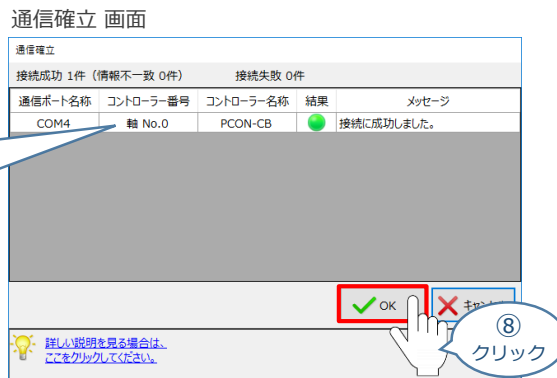 通信確立 画面
通信確立
接続成功 1件（情報不一致 0件） 接続失敗 0件
通信ポート名称 コントローラー番号 コントローラー名称 結果 メッセージ
COM4 軸 No.0 PCON-CB 接続に成功しました。
OK
⑧
クリック
詳しい説明を見る場合は、
ここをクリックしてください。